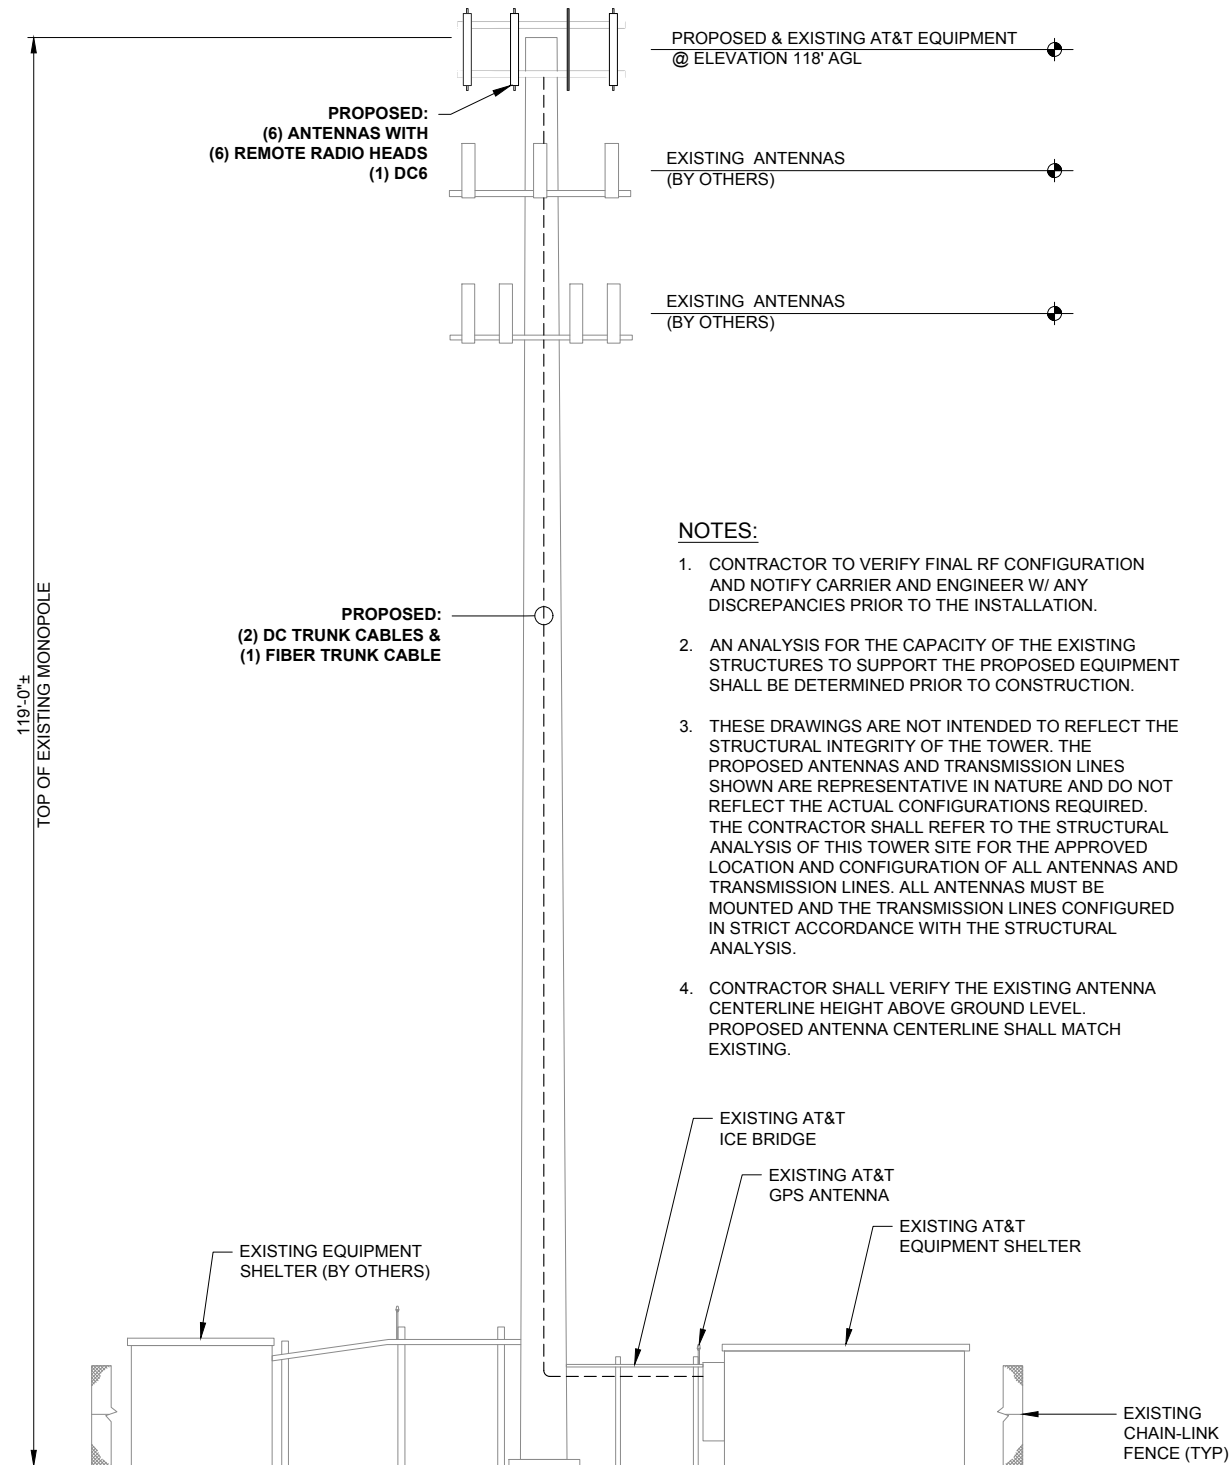 PROPOSED & EXISTING AT&T EQUIPMENT
@ ELEVATION 118' AGL
PROPOSED:
(6) ANTENNAS WITH
(6) REMOTE RADIO HEADS
(1) DC6
EXISTING ANTENNAS
(BY OTHERS)
EXISTING ANTENNAS
(BY OTHERS)
119'-0"±
TOP OF EXISTING MONOPOLE
PROPOSED:
(2) DC TRUNK CABLES &
(1) FIBER TRUNK CABLE
NOTES:
1. CONTRACTOR TO VERIFY FINAL RF CONFIGURATION
AND NOTIFY CARRIER AND ENGINEER W/ ANY
DISCREPANCIES PRIOR TO THE INSTALLATION.
2. AN ANALYSIS FOR THE CAPACITY OF THE EXISTING
STRUCTURES TO SUPPORT THE PROPOSED EQUIPMENT
SHALL BE DETERMINED PRIOR TO CONSTRUCTION.
3. THESE DRAWINGS ARE NOT INTENDED TO REFLECT THE
STRUCTURAL INTEGRITY OF THE TOWER. THE
PROPOSED ANTENNAS AND TRANSMISSION LINES
SHOWN ARE REPRESENTATIVE IN NATURE AND DO NOT
REFLECT THE ACTUAL CONFIGURATIONS REQUIRED.
THE CONTRACTOR SHALL REFER TO THE STRUCTURAL
ANALYSIS OF THIS TOWER SITE FOR THE APPROVED
LOCATION AND CONFIGURATION OF ALL ANTENNAS AND
TRANSMISSION LINES. ALL ANTENNAS MUST BE
MOUNTED AND THE TRANSMISSION LINES CONFIGURED
IN STRICT ACCORDANCE WITH THE STRUCTURAL
ANALYSIS.
4. CONTRACTOR SHALL VERIFY THE EXISTING ANTENNA
CENTERLINE HEIGHT ABOVE GROUND LEVEL.
PROPOSED ANTENNA CENTERLINE SHALL MATCH
EXISTING.
EXISTING AT&T
ICE BRIDGE
EXISTING AT&T
GPS ANTENNA
EXISTING AT&T
EQUIPMENT SHELTER
EXISTING EQUIPMENT
SHELTER (BY OTHERS)
EXISTING
CHAIN-LINK
FENCE (TYP)